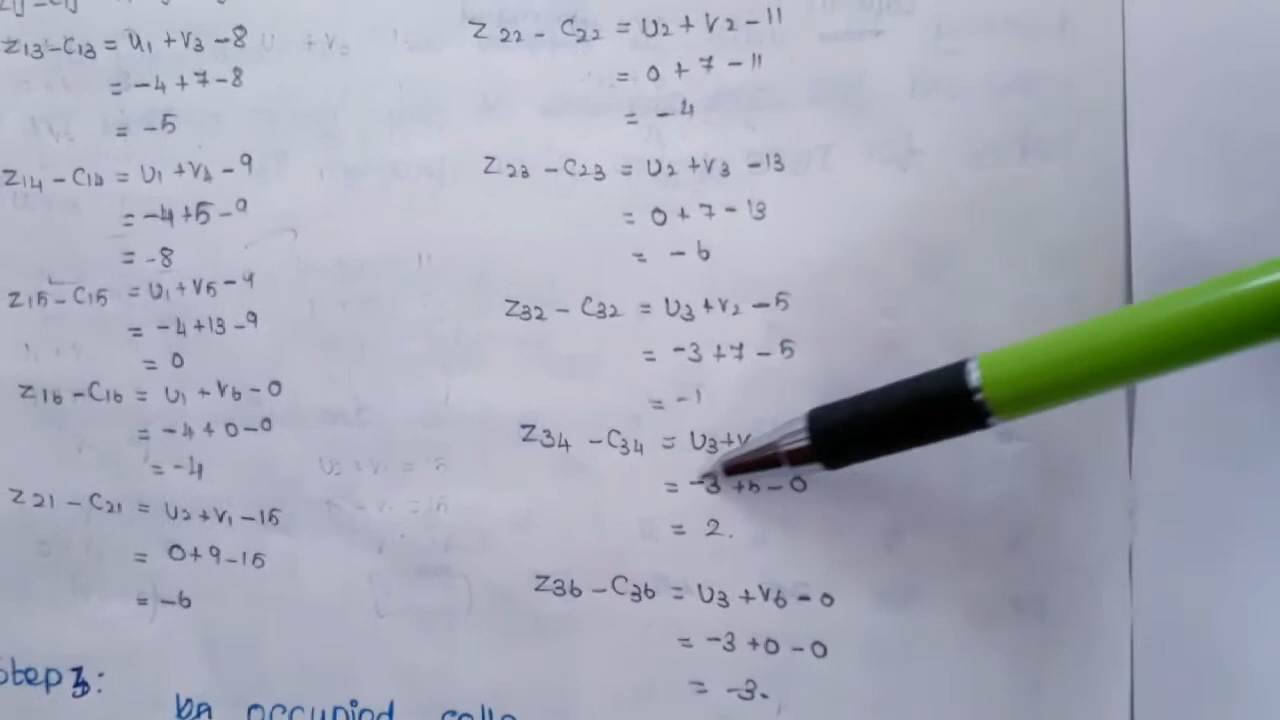 Z13 - C13 = U1 + V3 - 8
= -4 + 7 - 8
= -5
Z14 - C14 = U1 + V4 - 9
= -4 + 5 - 9
= -8
Z15 - C15 = U1 + V5 - 9
= -4 + 13 - 9
= 0
Z16 - C16 = U1 + V6 - 0
= -4 + 0 - 0
= -4
Z21 - C21 = U2 + V1 - 15
= 0 + 9 - 15
= -6
Z22 - C22 = U2 + V2 - 11
= 0 + 7 - 11
= -4
Z23 - C23 = U2 + V3 - 13
= 0 + 7 - 13
= -6
Z32 - C32 = U3 + V2 - 5
= -3 + 7 - 5
= -1
Z34 - C34 = U3 + V
= -3 + 5 - 0
= 2.
Z36 - C36 = U3 + V6 - 0
= -3 + 0 - 0
= -3.
Step 3:
occupied cells